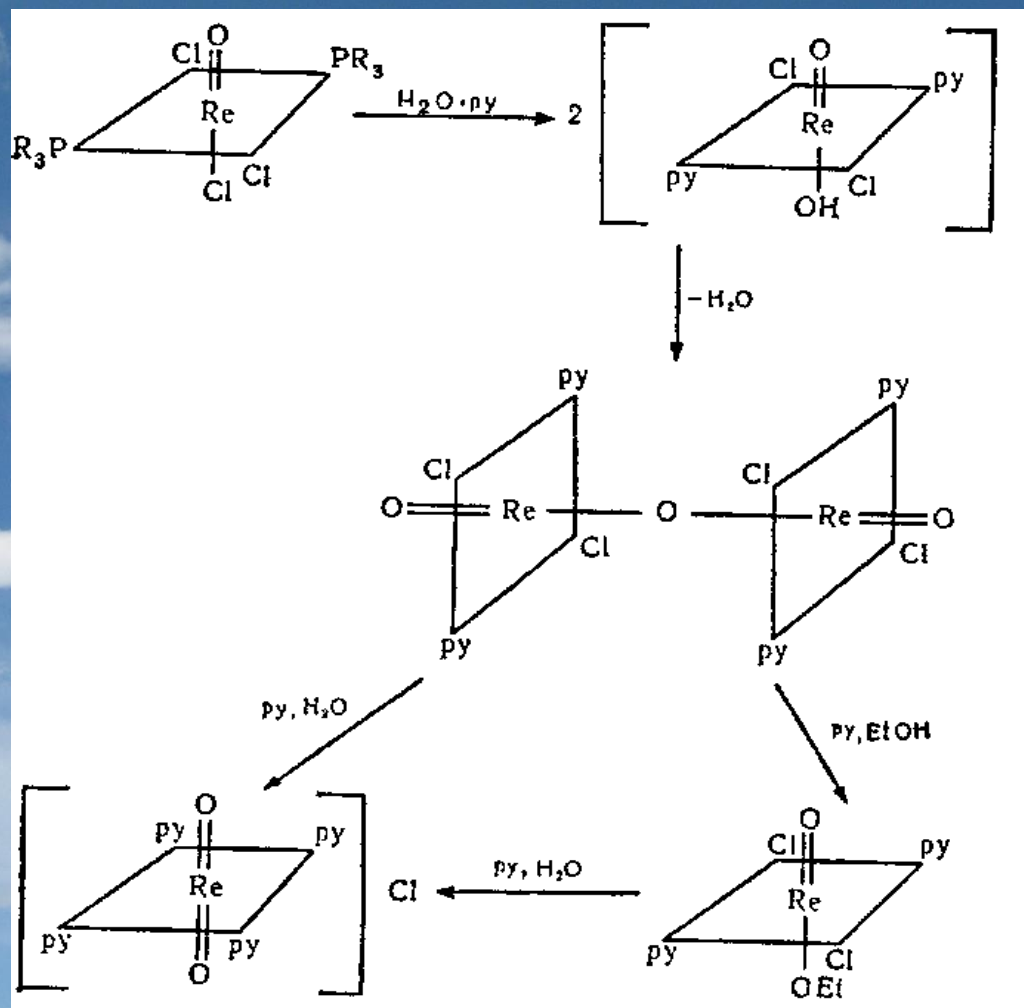 O
Cl PR₃
Re
R₃P Cl
Cl
H₂O·py
2
O
Cl py
Re
py Cl
OH
–H₂O
py py
Cl Cl
O Re O Re O
Cl Cl
py py
py, H₂O
py, EtOH
O
py py
Re
py py
O
Cl
py, H₂O
O
Cl py
Re
py Cl
OEt